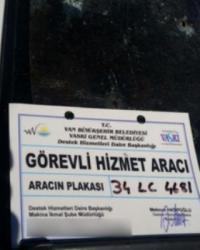 T.C.
VAN BÜYÜKŞEHİR BELEDİYESİ
VASKİ GENEL MÜDÜRLÜĞÜ
Destek Hizmetleri Daire Başkanlığı
GÖREVLİ HİZMET ARACI
ARACIN PLAKASI 34 LC 4681
Destek Hizmetleri Daire Başkanlığı
Makina İkmal Şube Müdürlüğü